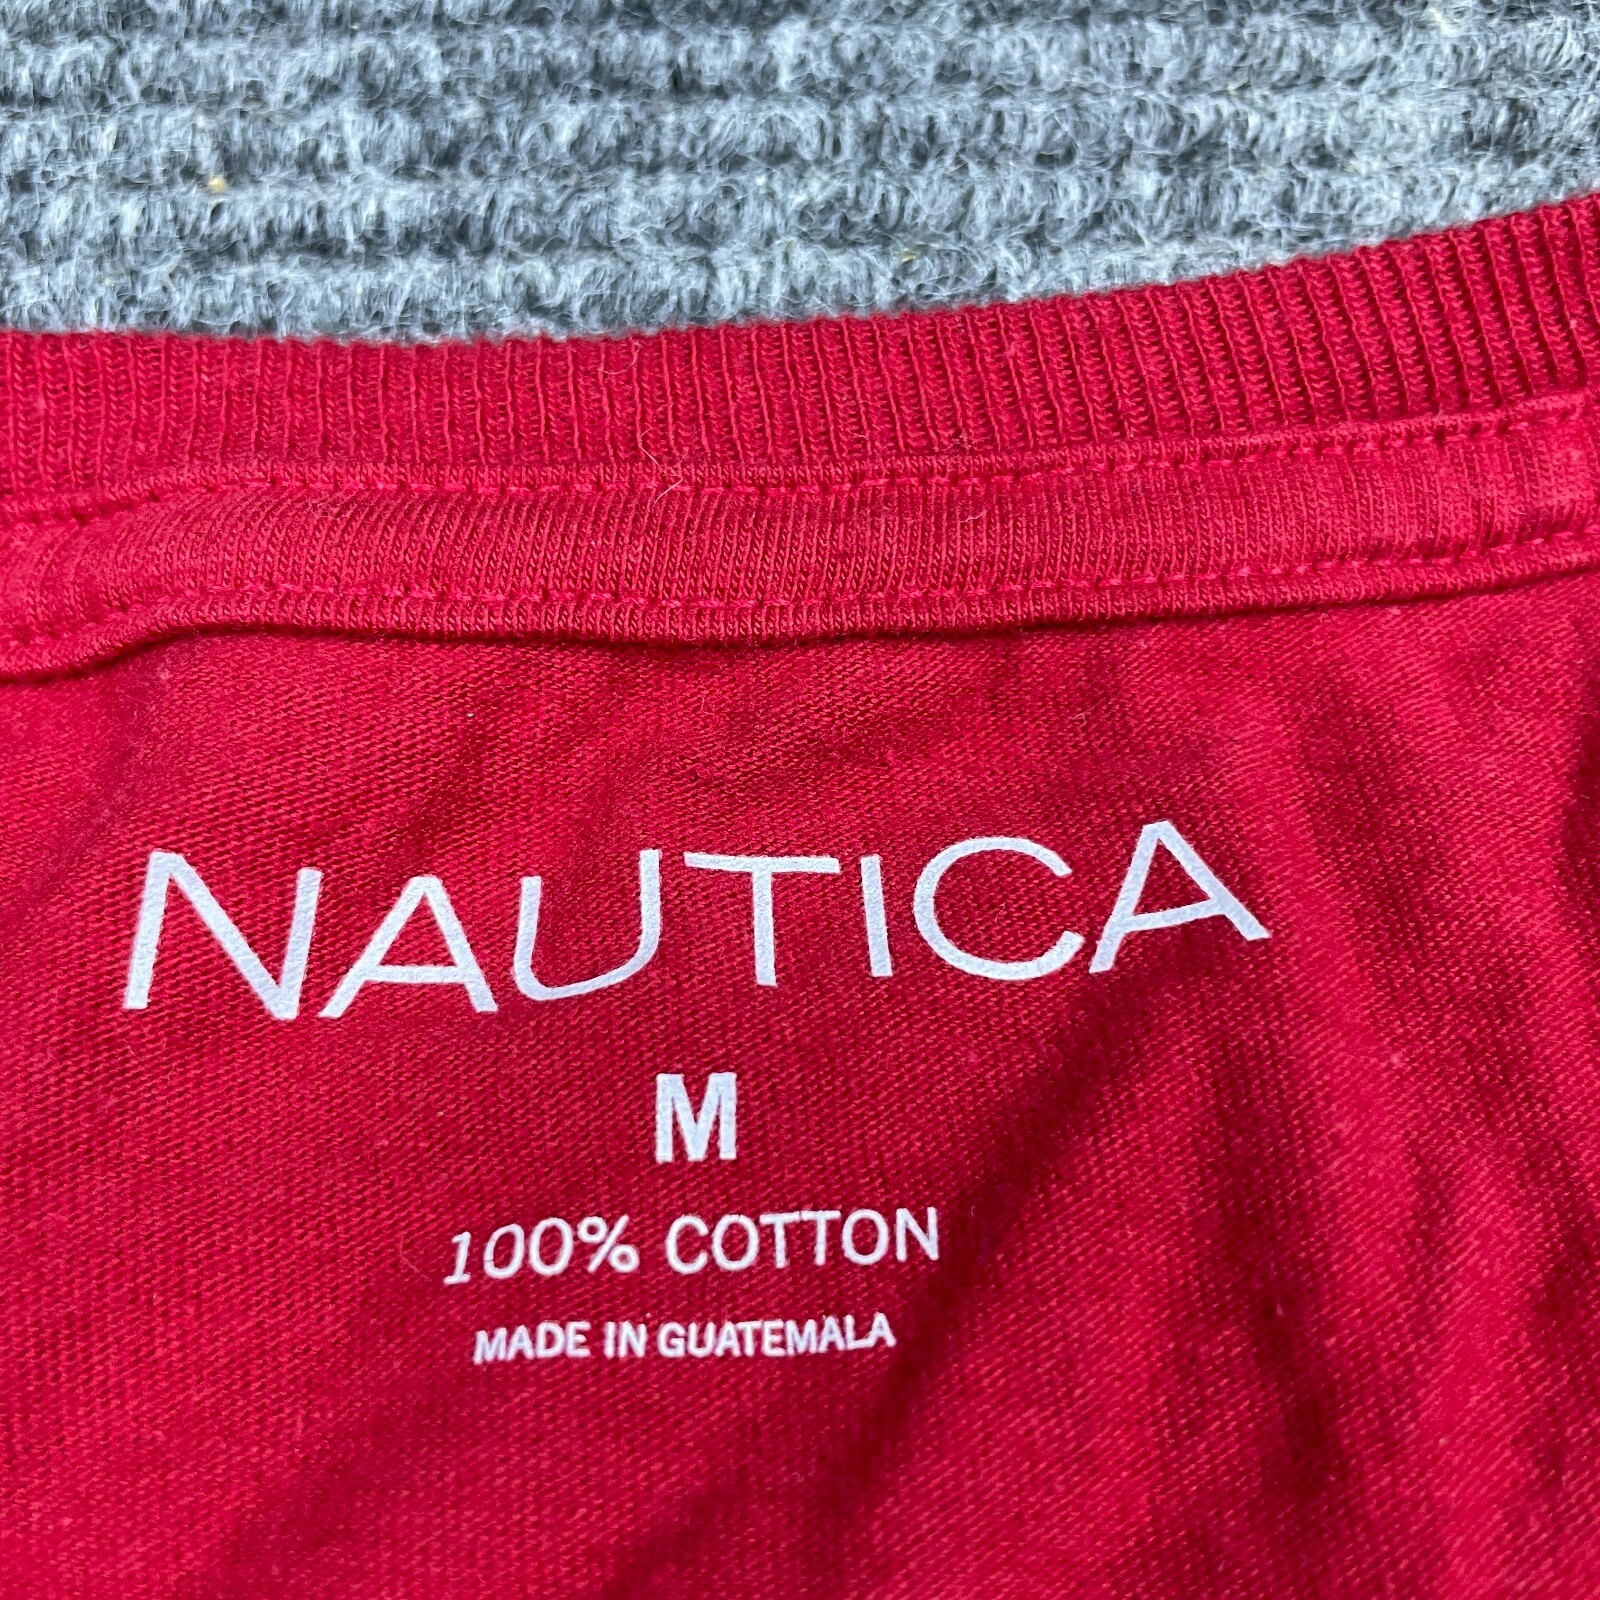 NAUTICA
M
100% COTTON
MADE IN GUATEMALA